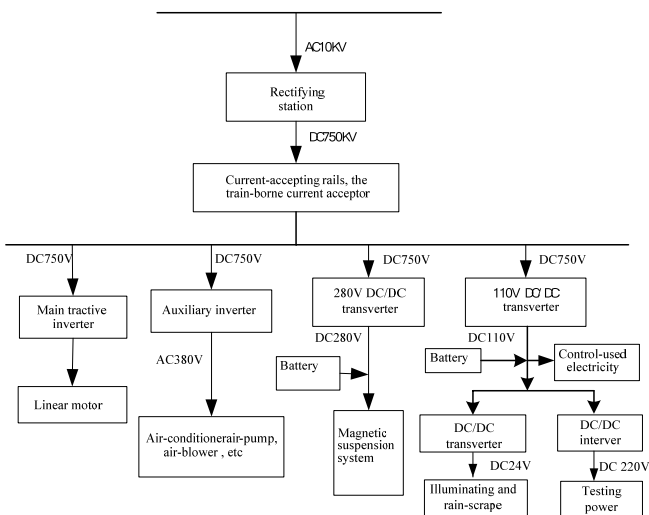 AC10KV
Rectifying
station
DC750KV
Current-accepting rails, the
train-borne current acceptor
DC750V
DC750V
DC750V
DC750V
Main tractive
inverter
Auxiliary inverter
280V DC/DC
transverter
110V DC/DC
transverter
AC380V
DC280V
DC110V
Battery
Battery
Control-used
electricity
Linear motor
Air-conditionerair-pump,
air-blower , etc
Magnetic
suspension
system
DC/DC
transverter
DC/DC
interver
DC24V
DC 220V
Illuminating and
rain-scrape
Testing
power